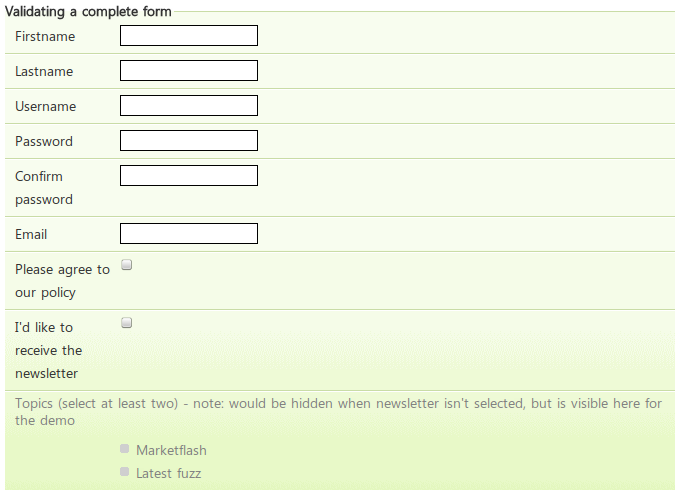 Validating a complete form
Firstname
Lastname
Username
Password
Confirm
password
Email
Please agree to
our policy
I'd like to
receive the
newsletter
Topics (select at least two) - note: would be hidden when newsletter isn't selected, but is visible here for
the demo
Marketflash
Latest fuzz